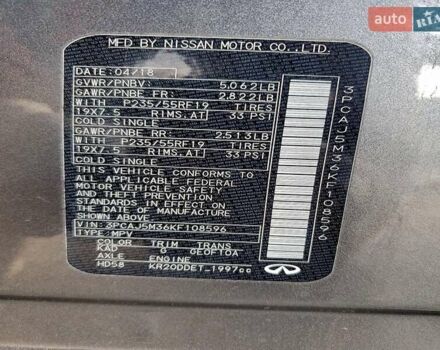 auto RIA
MFD BY NISSAN MOTOR CO., LTD.
DATE: 04/18
GVWR/PNBV: 5,062LB
GAWR/PNBE FR: 2,822LB
WITH P235/55RF19 TIRES
19X7.5 RIMS,AT 33 PSI
COLD SINGLE
GAWR/PNBE RR: 2,513LB
WITH P235/55RF19 TIRES
19X7.5 RIMS,AT 33 PSI
COLD SINGLE
THIS VEHICLE CONFORMS TO
ALL APPLICABLE FEDERAL
MOTOR VEHICLE SAFETY
AND THEFT PREVENTION
STANDARDS IN EFFECT ON
THE DATE OF MANUFACTURE
SHOWN ABOVE.
VIN: 3PCAJ5M36KF108596
TYPE: MPV
COLOR TRIM TRANS
KAD G GE0F10A
AXLE ENGINE
HD58 KR20DDET-1997cc
INFINITI
3PCAJ5M36KF108596